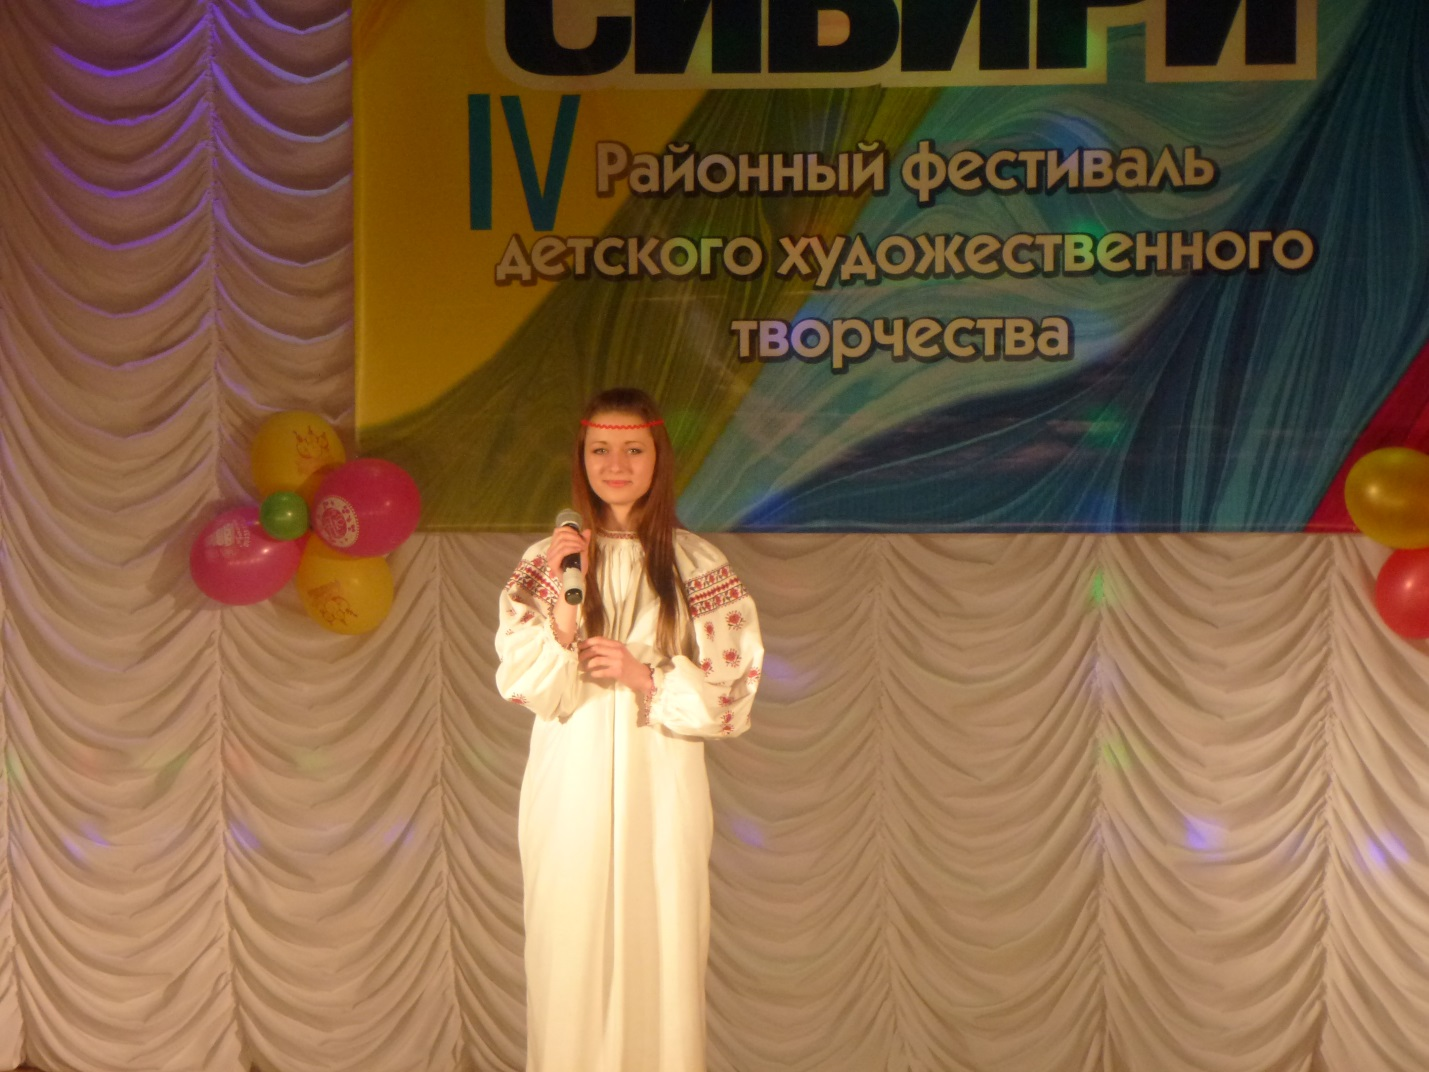 СИБИРИ
IV Районный фестиваль
детского художественного
творчества